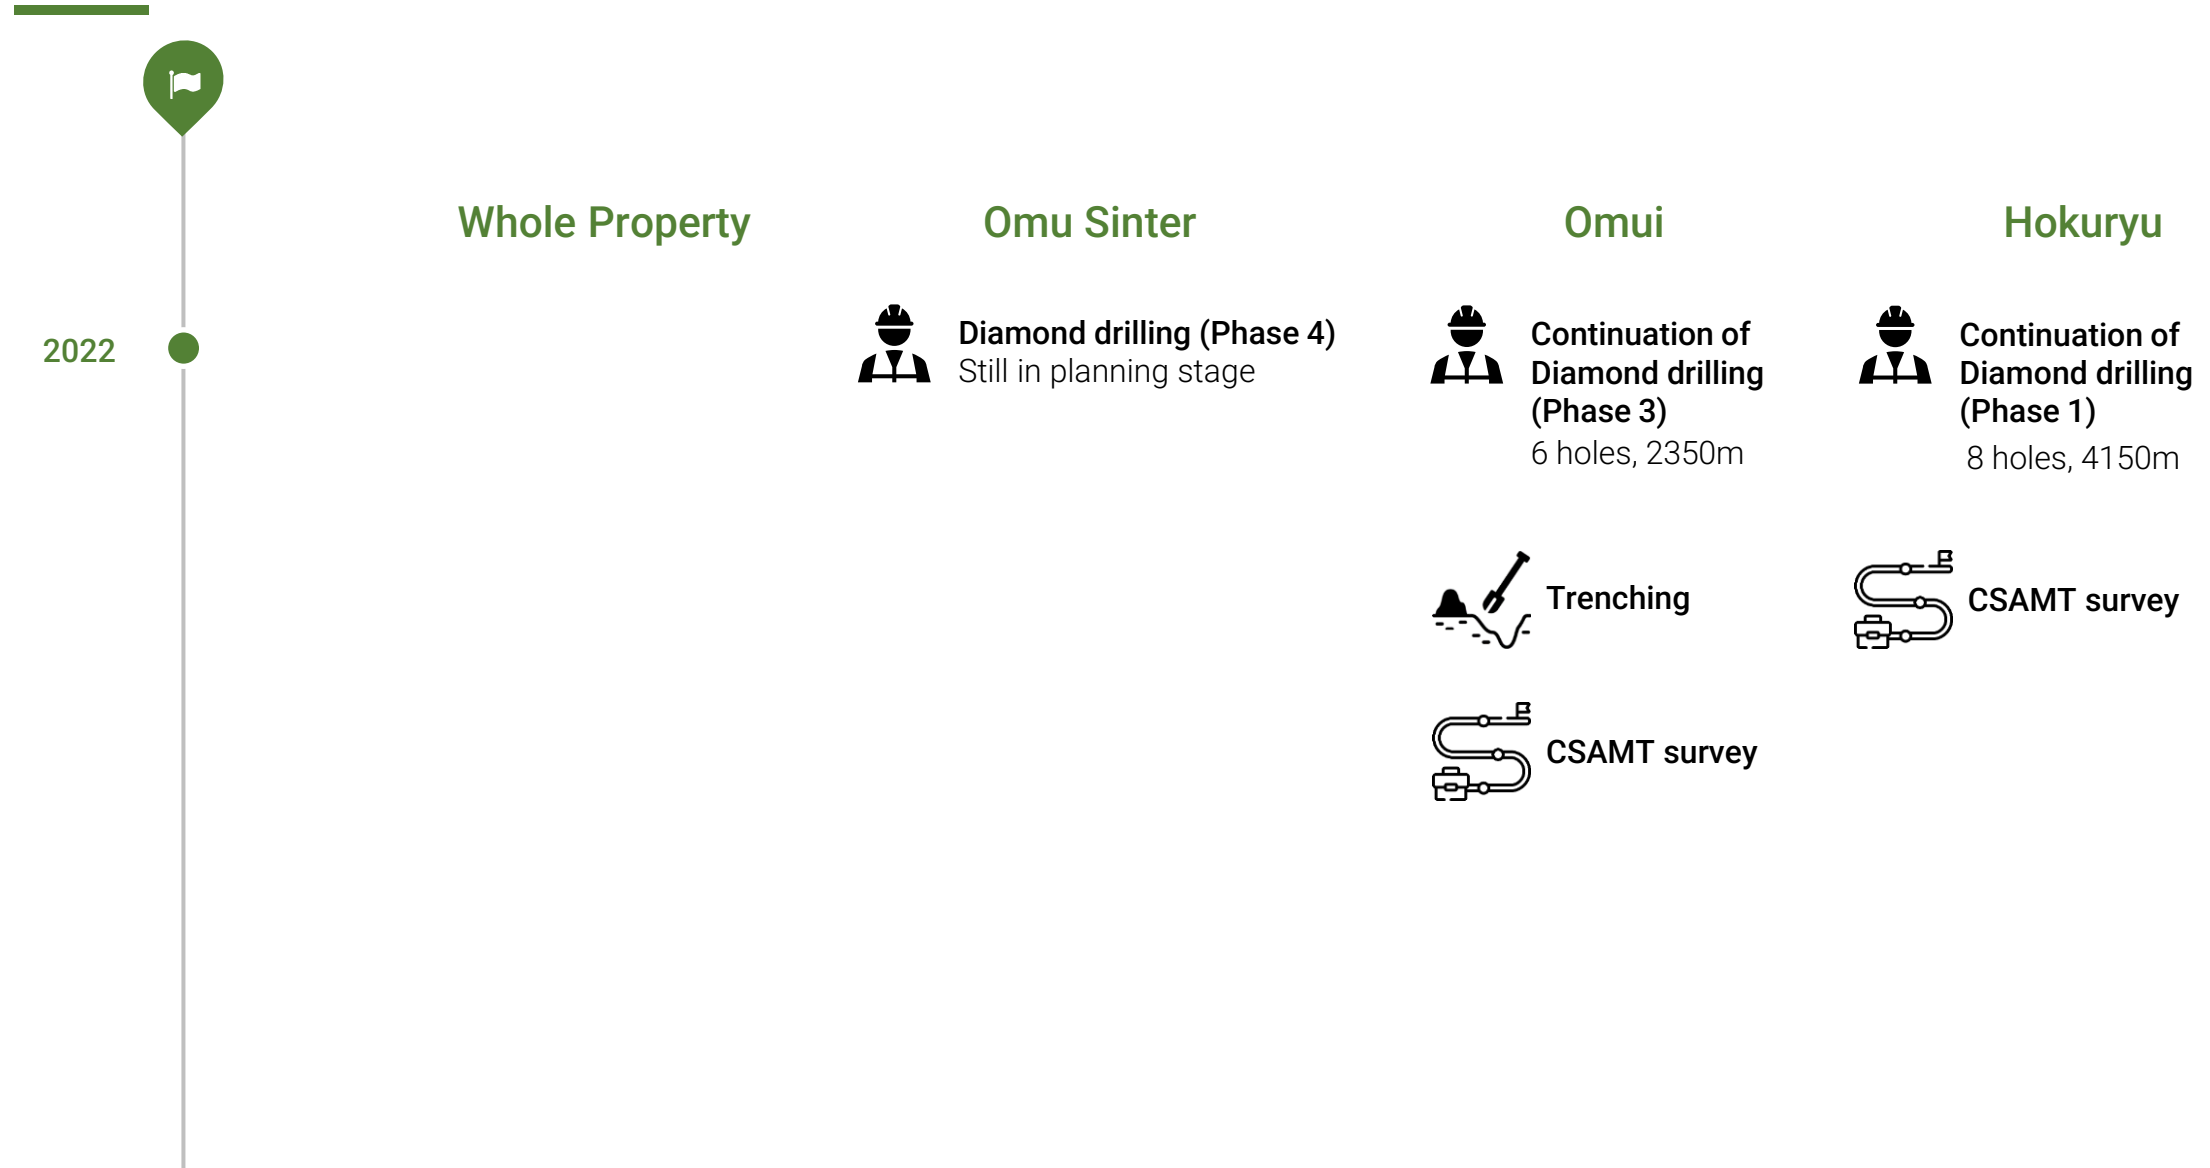 Whole Property
Omu Sinter
Omui
Hokuryu
2022
Diamond drilling (Phase 4)
Still in planning stage
Continuation of
Diamond drilling
(Phase 3)
6 holes, 2350m
Trenching
CSAMT survey
Continuation of
Diamond drilling
(Phase 1)
8 holes, 4150m
CSAMT survey